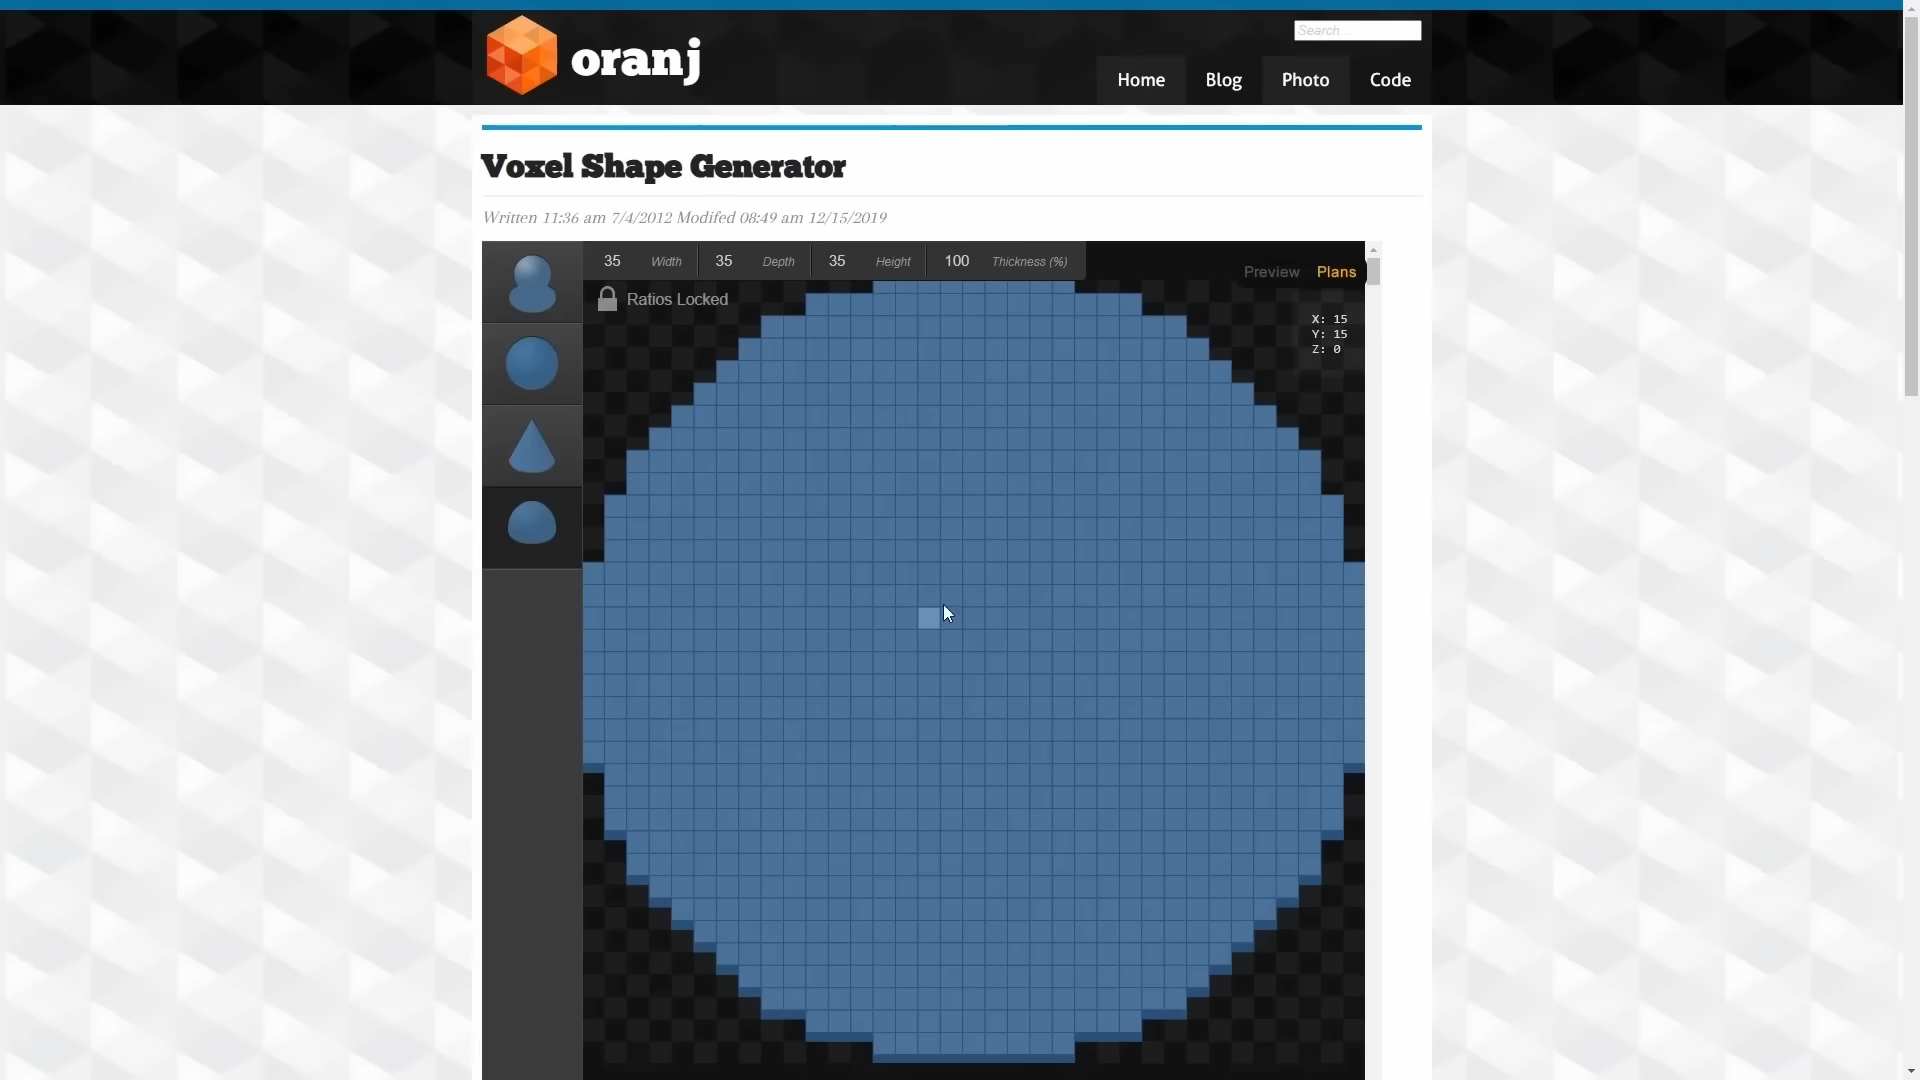 oranj
Search...
Home Blog Photo Code
Voxel Shape Generator
Written 11:36 am 7/4/2012 Modifed 08:49 am 12/15/2019
35 Width 35 Depth 35 Height 100 Thickness (%)
Preview Plans
Ratios Locked
X: 15
Y: 15
Z: 0